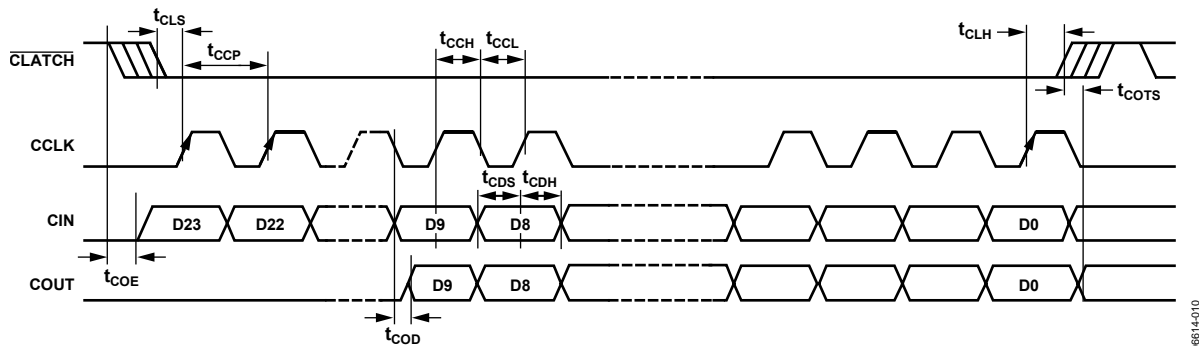 tCLS
tCCP
tCCH
tCCL
tCLH
CLATCH
tCOTS
CCLK
tCDS
tCDH
CIN
D23
D22
D9
D8
D0
tCOE
COUT
D9
D8
D0
tCOD
06614-010